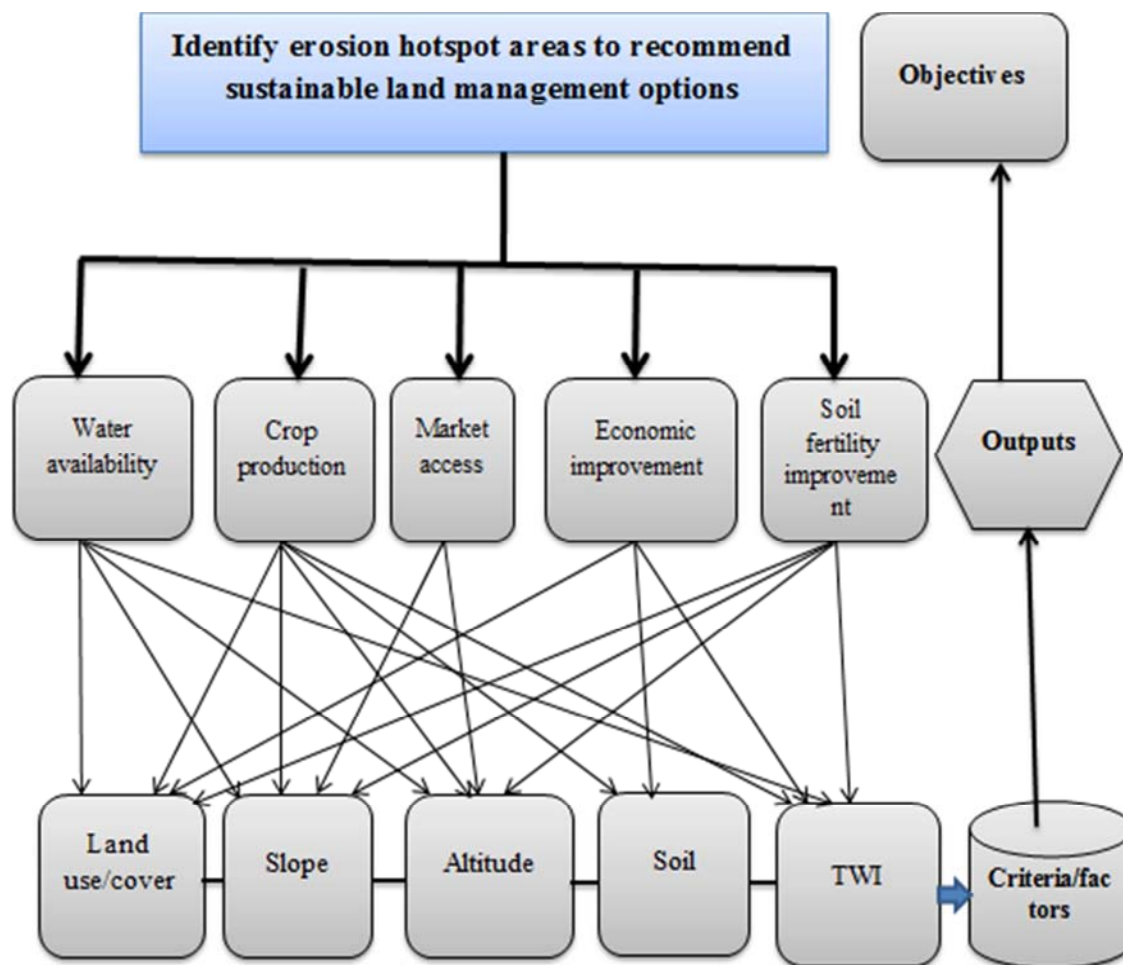 Identify erosion hotspot areas to recommend
sustainable land management options
Objectives
Water
availability
Crop
production
Market
access
Economic
improvement
Soil
fertility
improveme
nt
Outputs
Land
use/cover
Slope
Altitude
Soil
TWI
Criteria/fac
tors